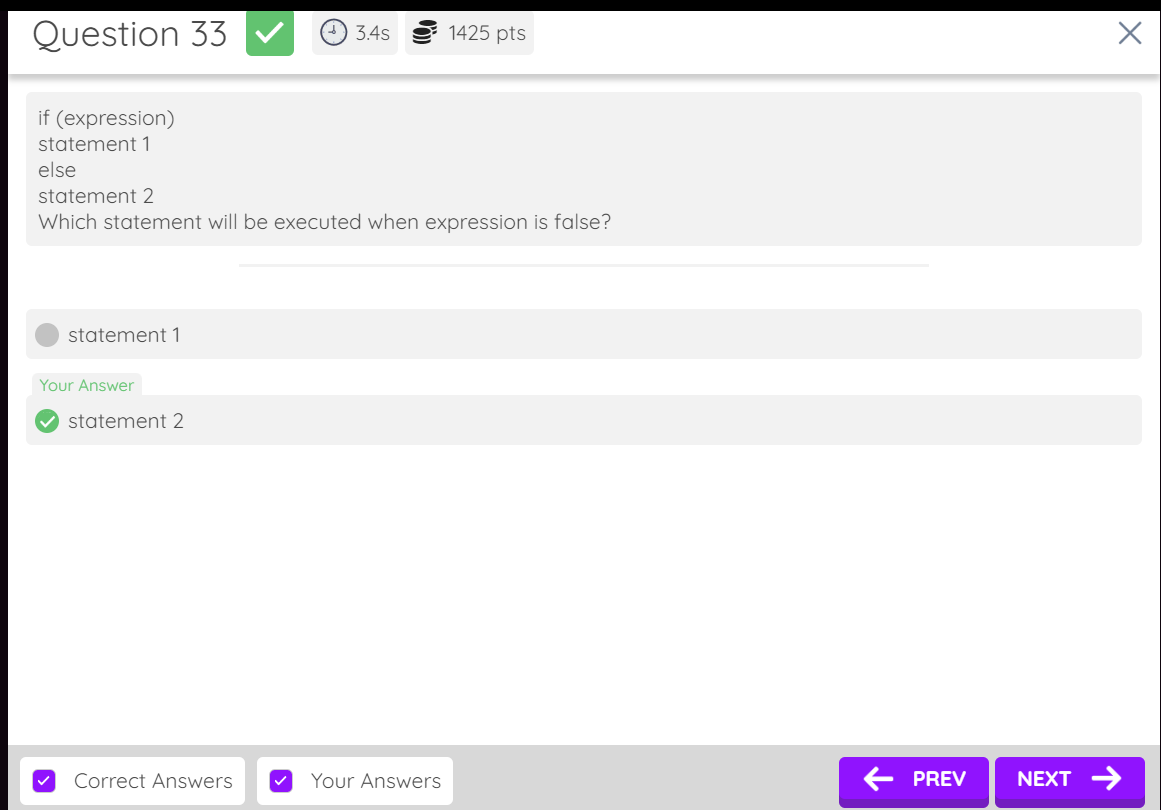 Question 33
3.4s
1425 pts
if (expression)
statement 1
else
statement 2
Which statement will be executed when expression is false?
statement 1
Your Answer
statement 2
Correct Answers
Your Answers
PREV
NEXT